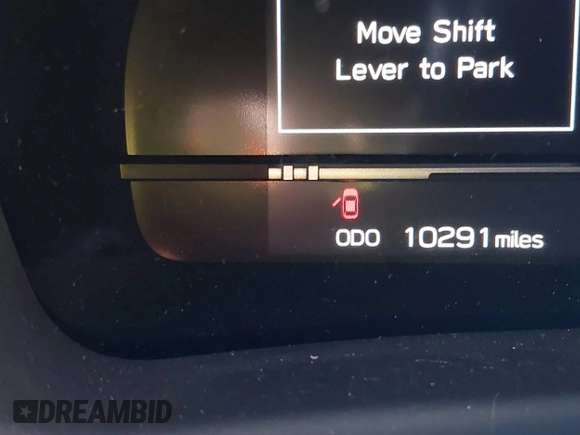 Move Shift
Lever to Park
ODO 10291 miles
DREAMBID